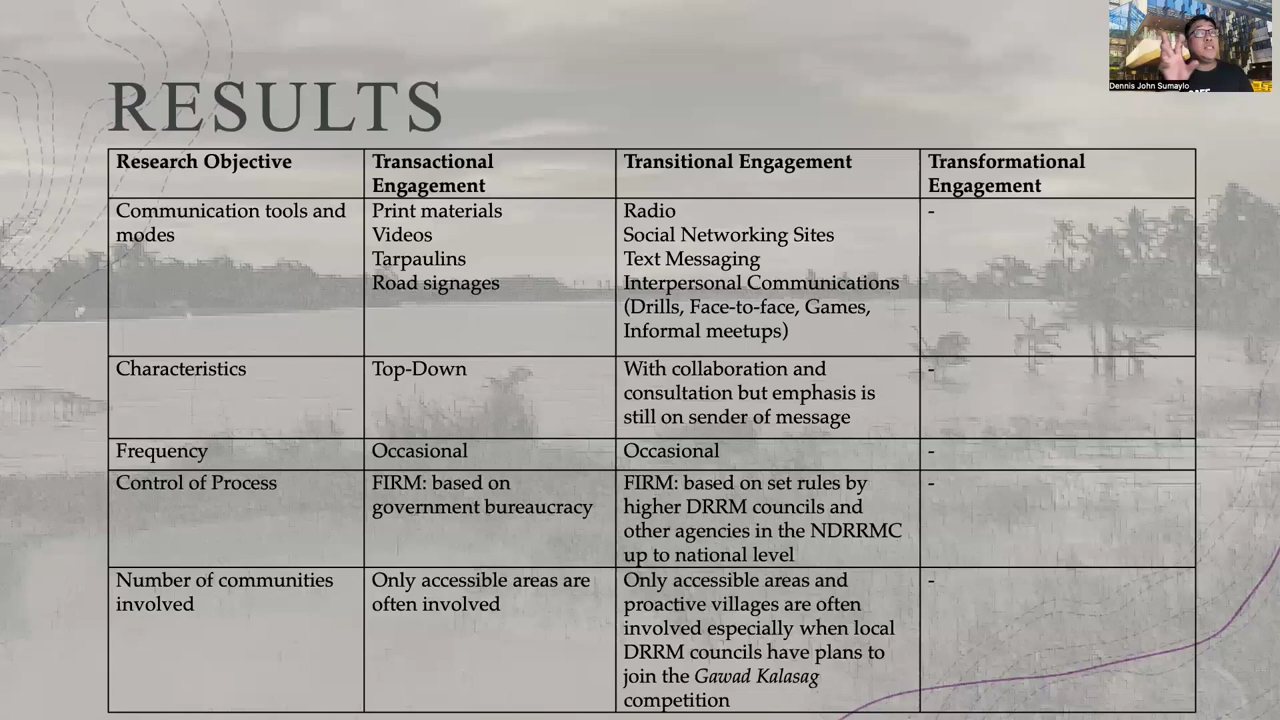 Dennis John Sumaylo
RESULTS
Research Objective
Transactional
Engagement
Transitional Engagement
Transformational
Engagement
Communication tools and
modes
Print materials
Videos
Tarpaulins
Road signages
Radio
Social Networking Sites
Text Messaging
Interpersonal Communications
(Drills, Face-to-face, Games,
Informal meetups)
-
Characteristics
Top-Down
With collaboration and
consultation but emphasis is
still on sender of message
-
Frequency
Occasional
Occasional
-
Control of Process
FIRM: based on
government bureaucracy
FIRM: based on set rules by
higher DRRM councils and
other agencies in the NDRRMC
up to national level
-
Number of communities
involved
Only accessible areas are
often involved
Only accessible areas and
proactive villages are often
involved especially when local
DRRM councils have plans to
join the Gawad Kalasag
competition
-